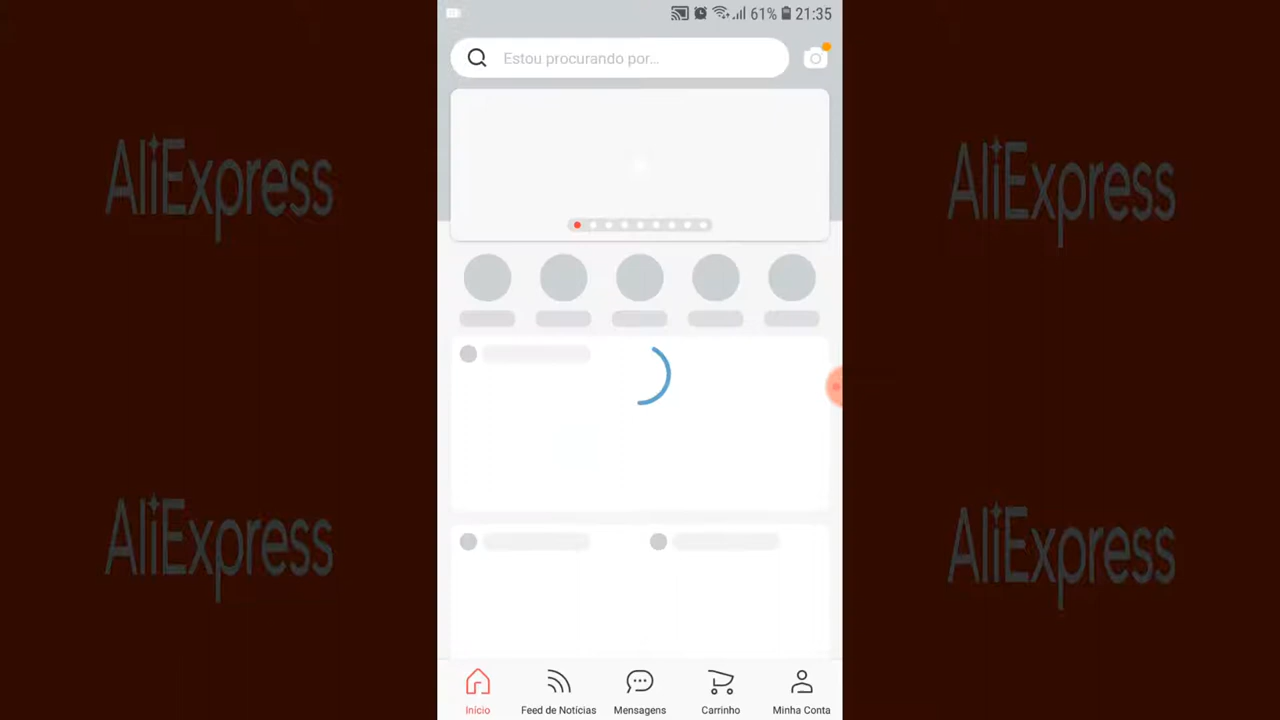 61% 21:35
Estou procurando por...
AliExpress
AliExpress
AliExpress
AliExpress
Início
Feed de Notícias
Mensagens
Carrinho
Minha Conta